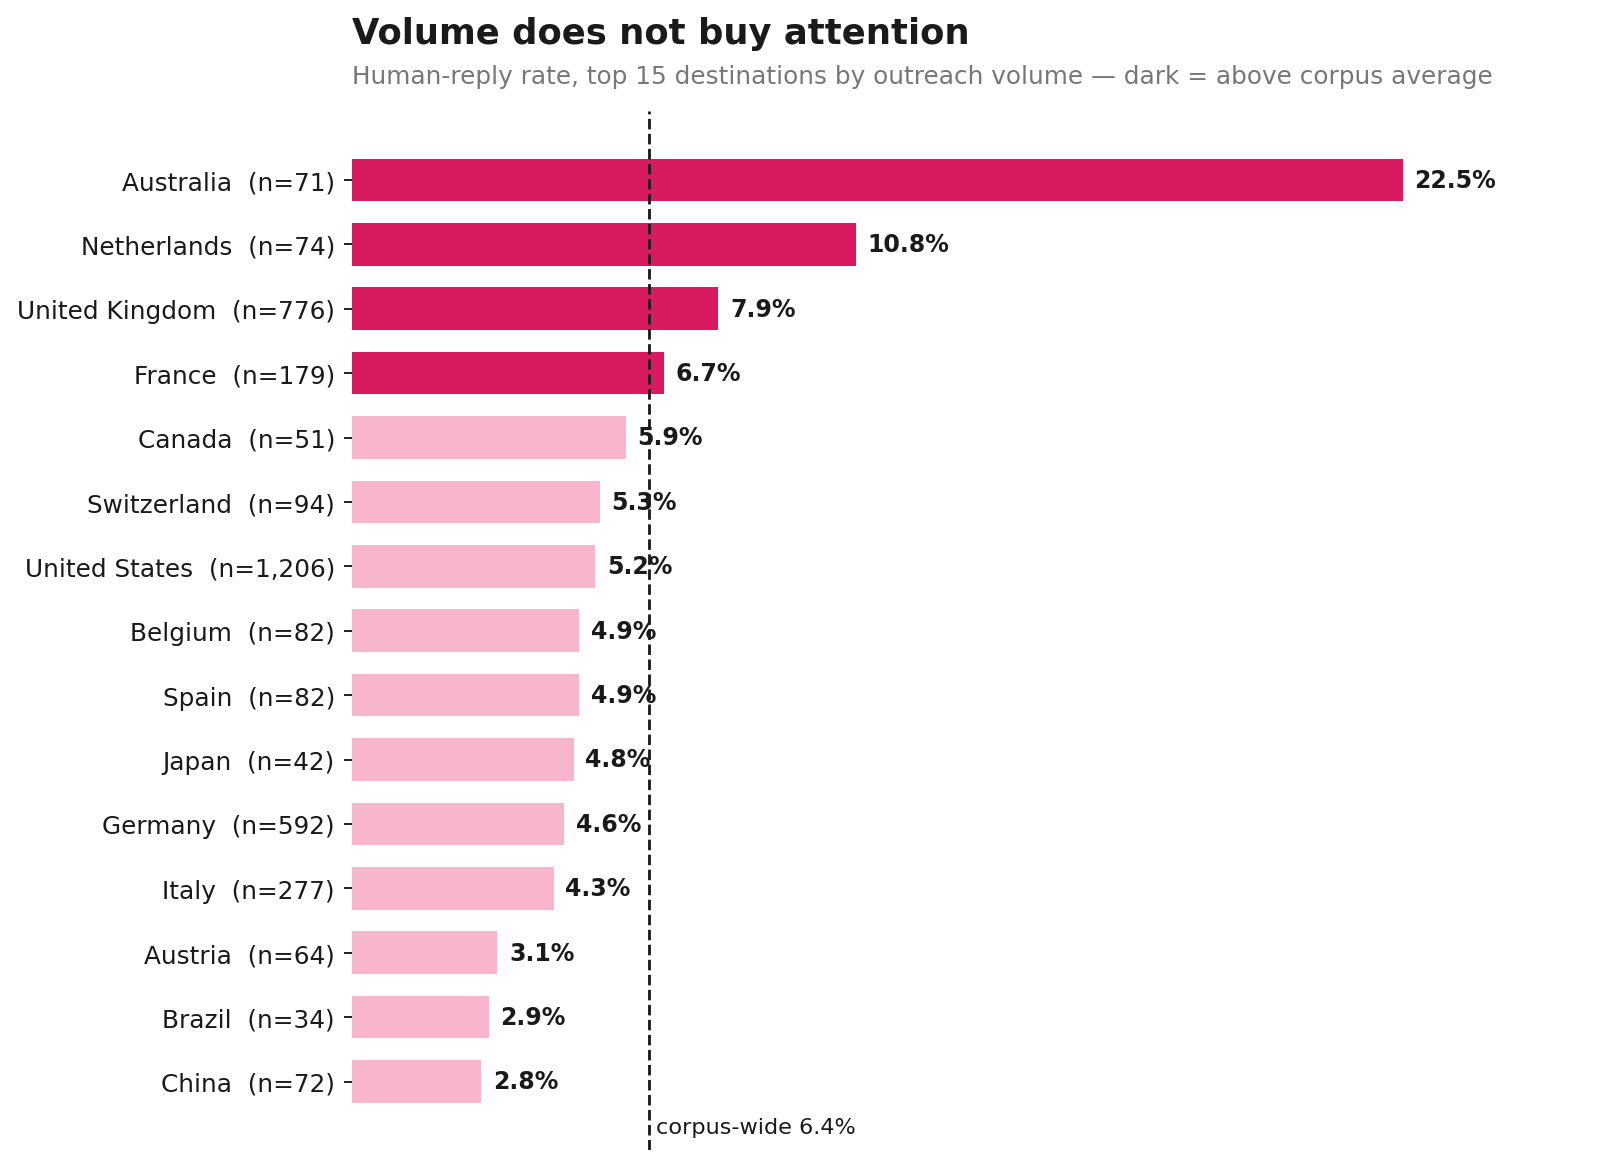 Volume does not buy attention
Human-reply rate, top 15 destinations by outreach volume — dark = above corpus average
Australia (n=71) 22.5%
Netherlands (n=74) 10.8%
United Kingdom (n=776) 7.9%
France (n=179) 6.7%
Canada (n=51) 5.9%
Switzerland (n=94) 5.3%
United States (n=1,206) 5.2%
Belgium (n=82) 4.9%
Spain (n=82) 4.9%
Japan (n=42) 4.8%
Germany (n=592) 4.6%
Italy (n=277) 4.3%
Austria (n=64) 3.1%
Brazil (n=34) 2.9%
China (n=72) 2.8%
corpus-wide 6.4%